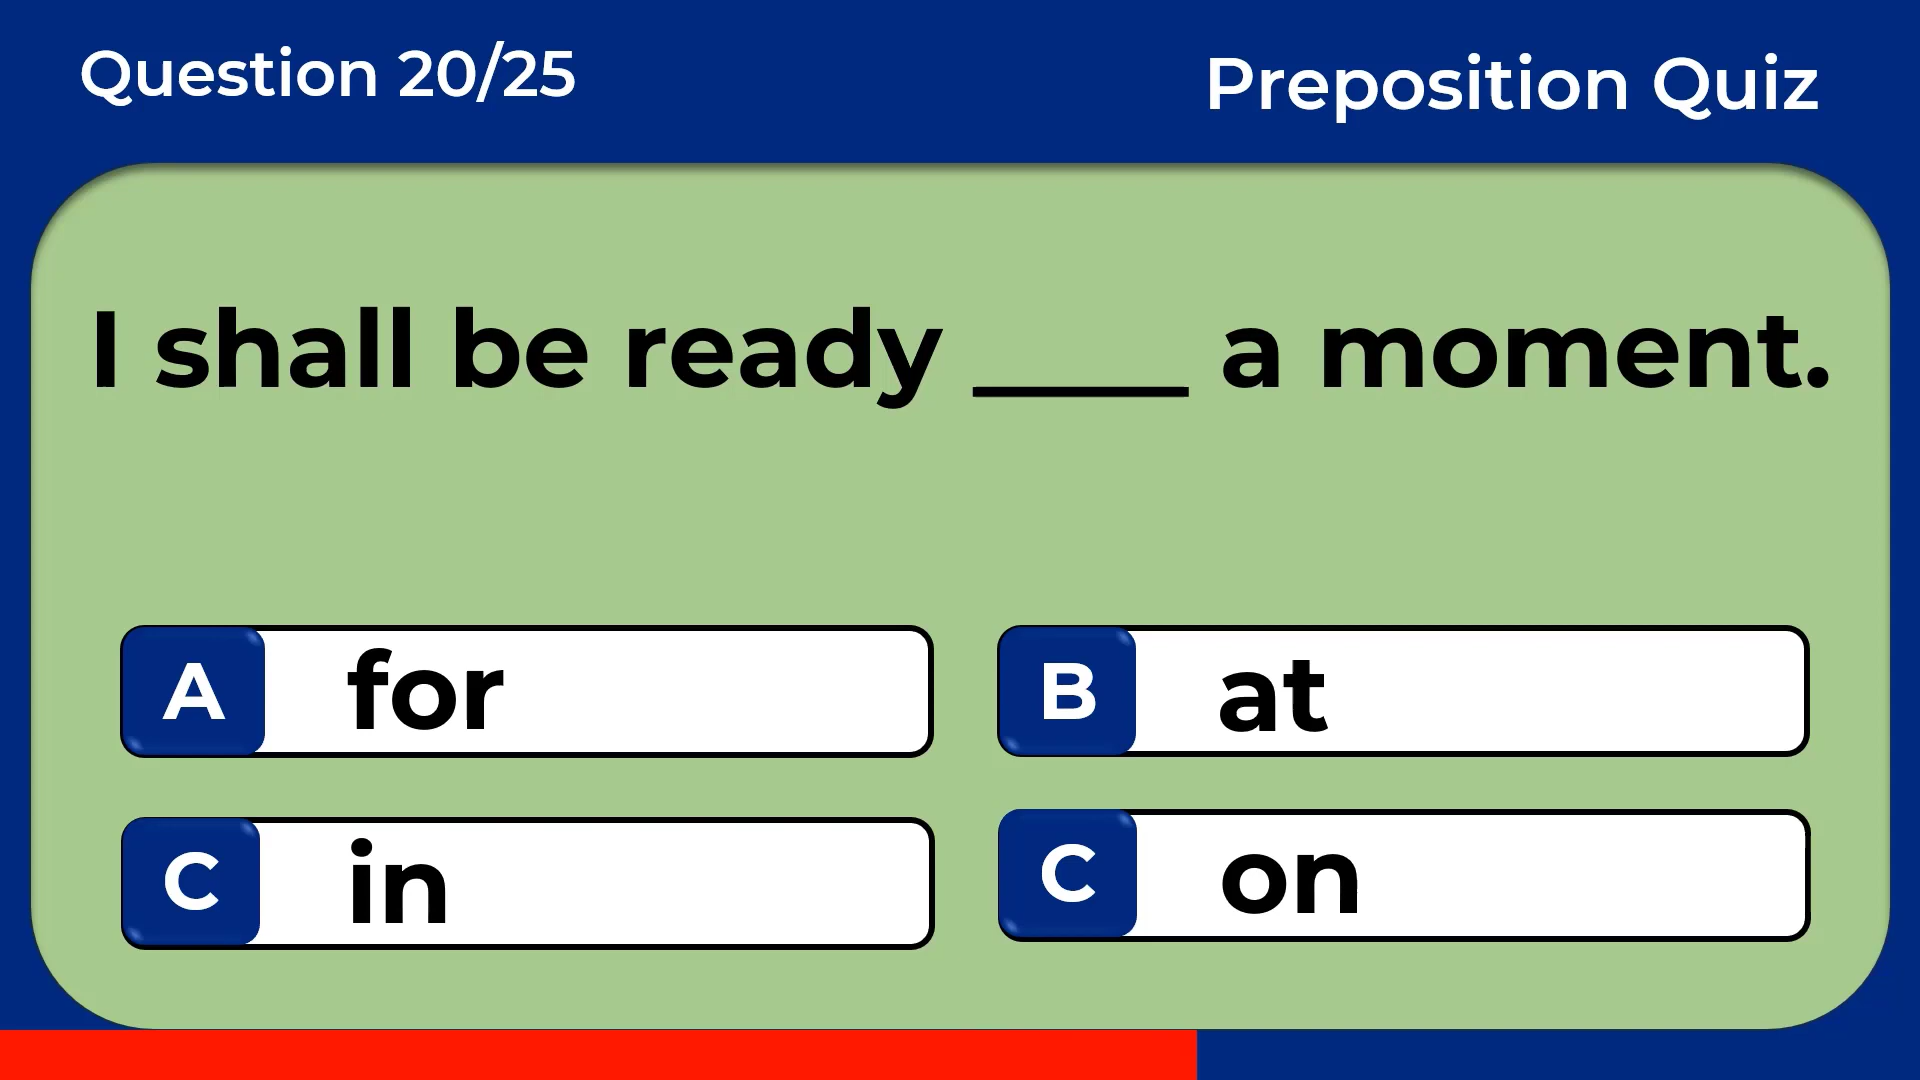 Question 20/25
Preposition Quiz
I shall be ready ____ a moment.
A for
B at
C in
C on